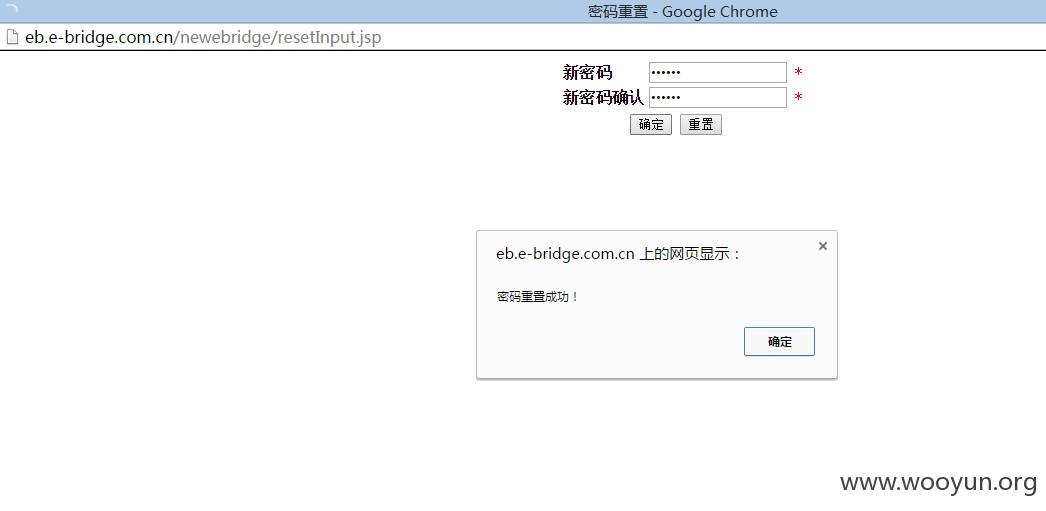 密码重置 - Google Chrome
eb.e-bridge.com.cn/newebridge/resetInput.jsp
新密码 •••••• *
新密码确认 •••••• *
确定 重置
eb.e-bridge.com.cn 上的网页显示：
密码重置成功！
确定
www.wooyun.org